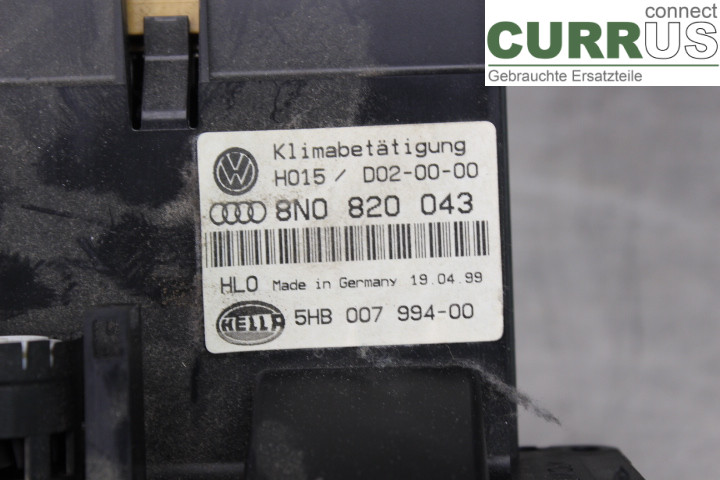 connect
CURRUS
Gebrauchte Ersatzteile
Klimabetätigung
H015 / D02-00-00
8N0 820 043
HLO Made in Germany 19.04.99
HELLA 5HB 007 994-00